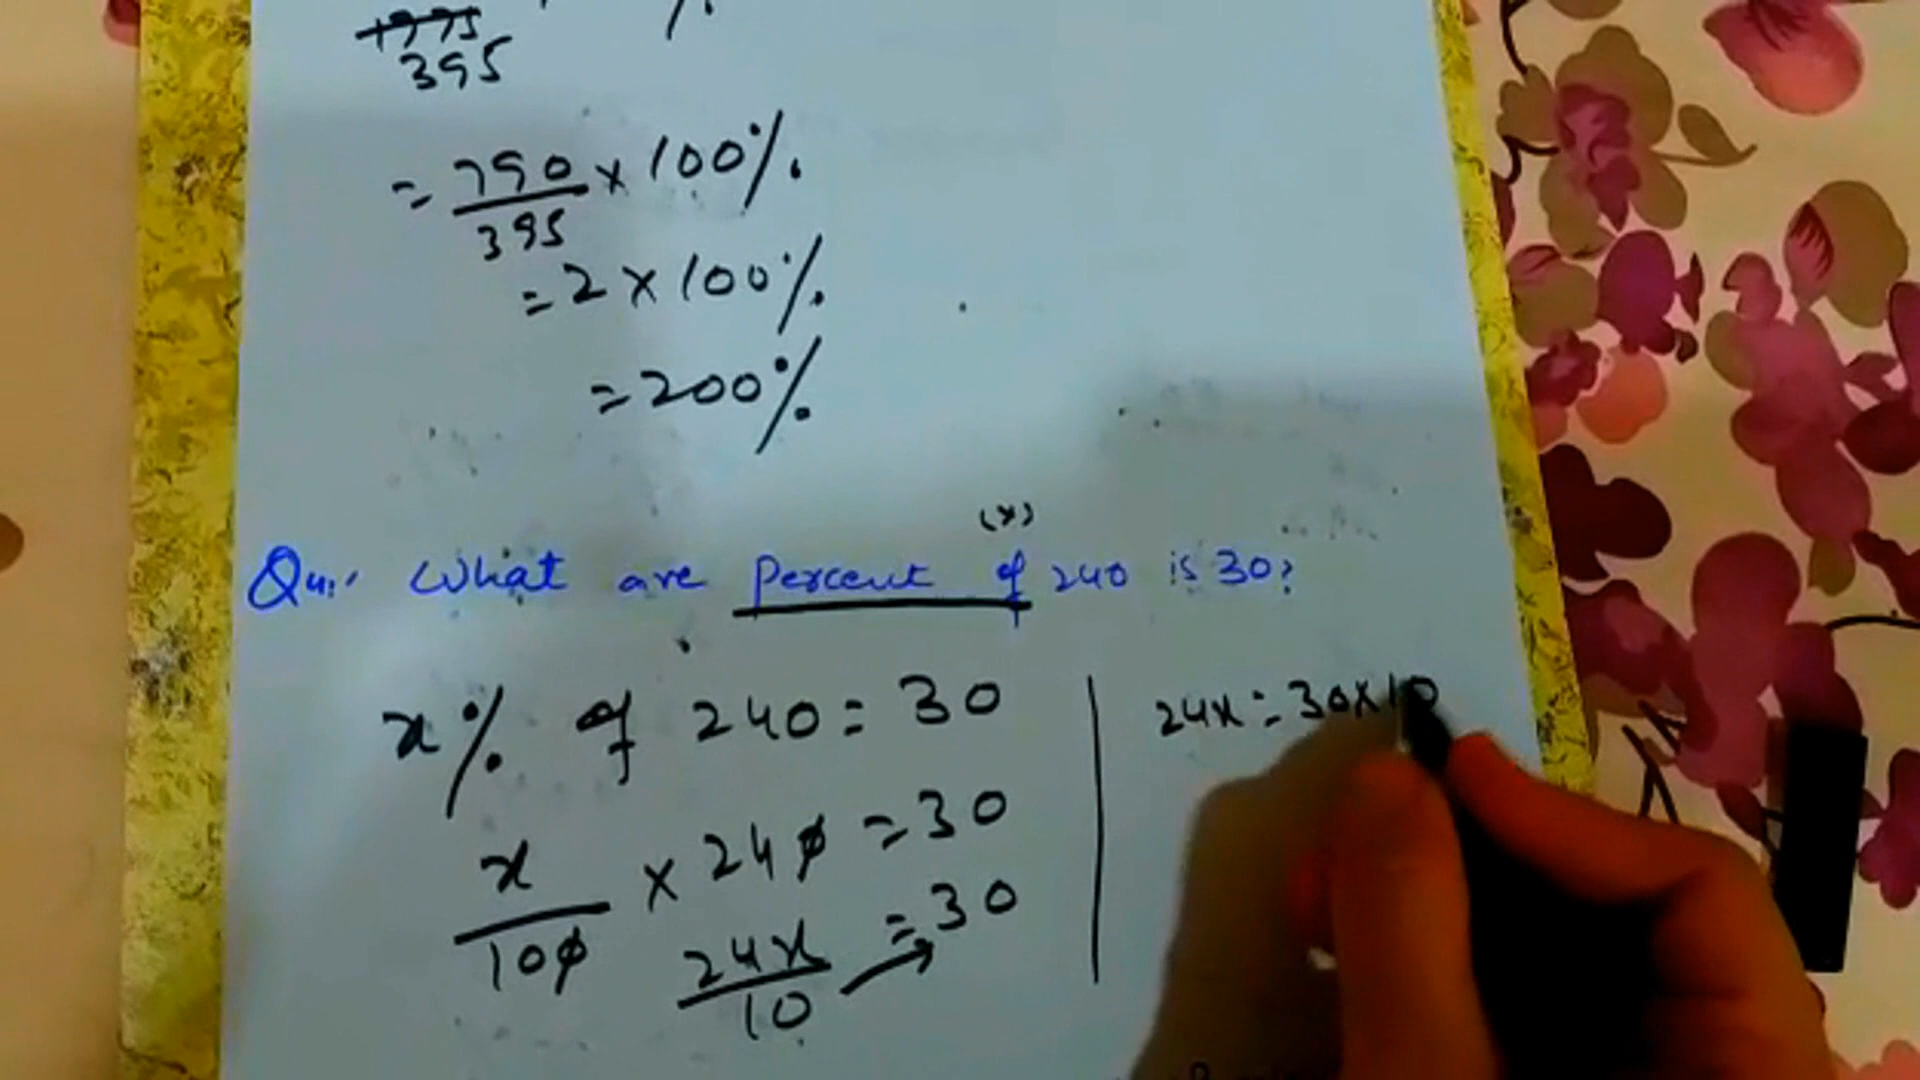 395
= 790/395 × 100%
= 2 × 100%
= 200%
(x)
Qu:. What are Percent of 240 is 30?
x% of 240 = 30
x/100 × 240 = 30
24x/10 = 30
24x = 30×10